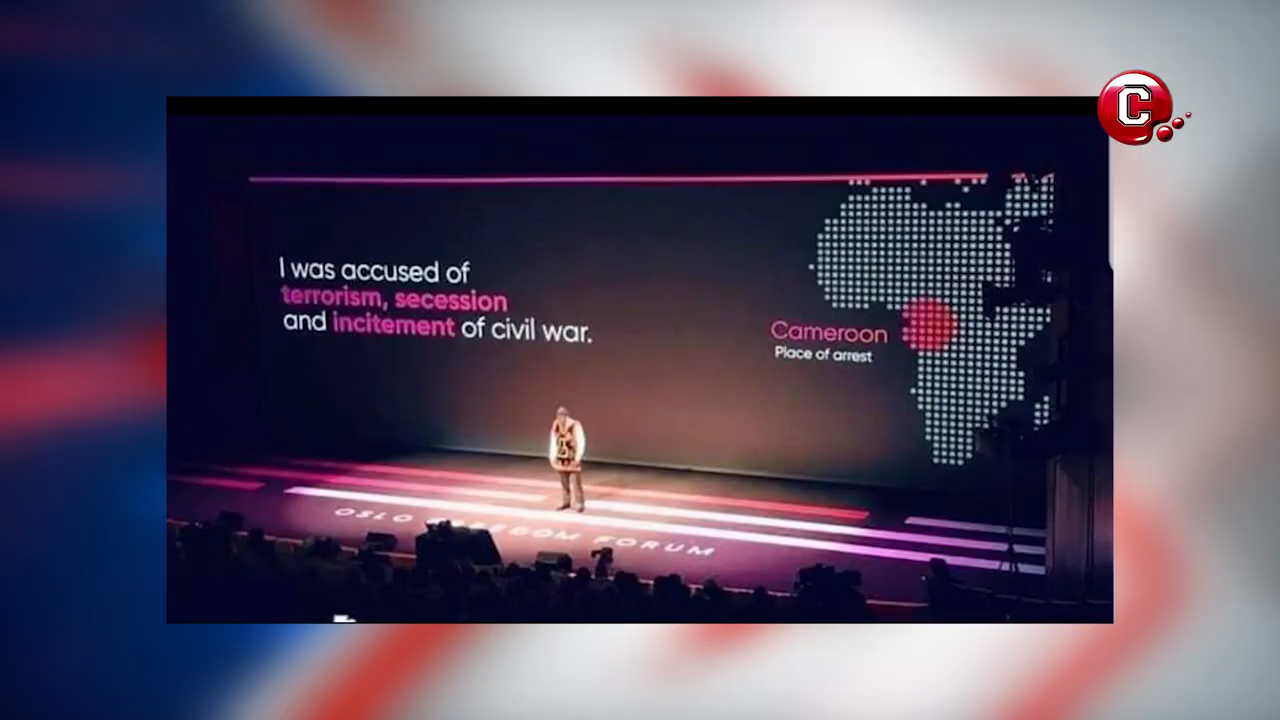 C
I was accused of
terrorism, secession
and incitement of civil war.
Cameroon
Place of arrest
OSLO FREEDOM FORUM